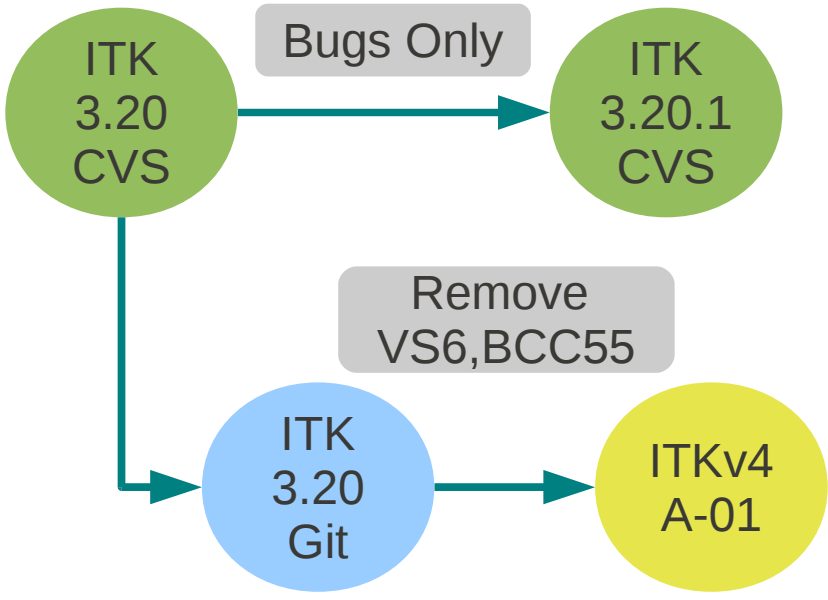 ITK
3.20
CVS
Bugs Only
ITK
3.20.1
CVS
Remove
VS6,BCC55
ITK
3.20
Git
ITKv4
A-01